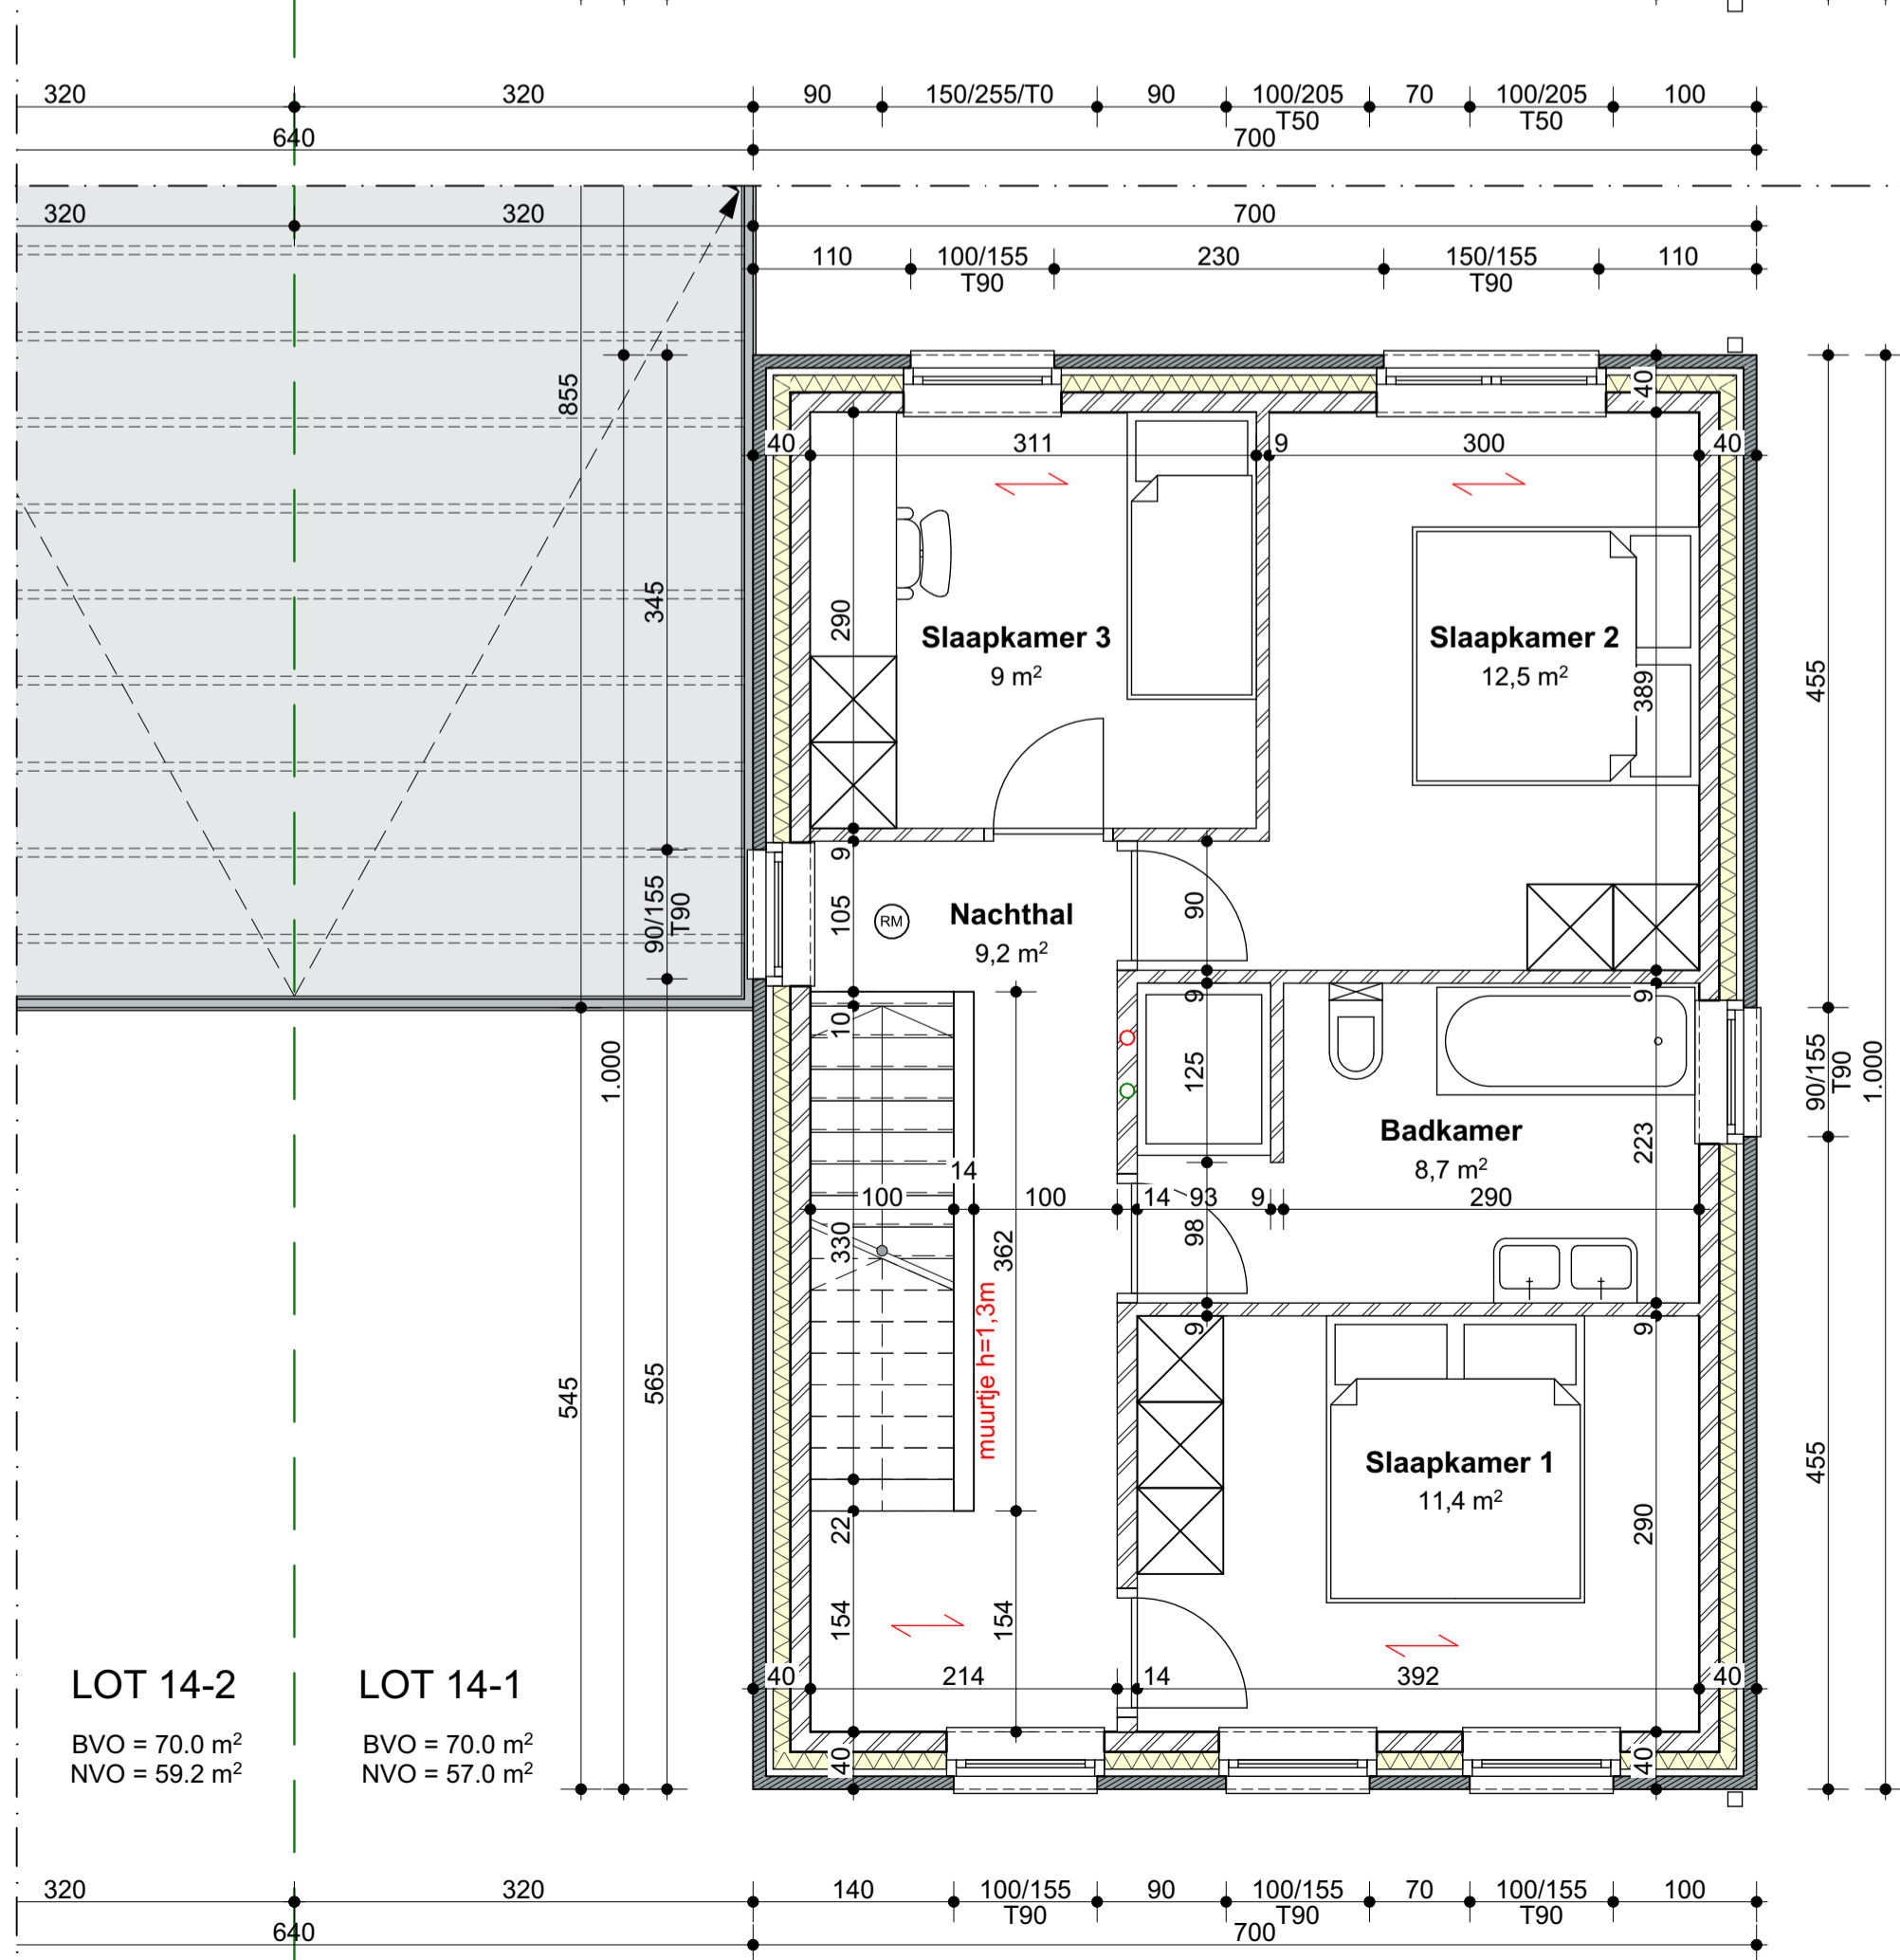 320 320 90 150/255/T0 90 100/205 70 100/205 100
T50 T50
640 700
320 320 700
110 100/155 230 150/155 110
T90 T90
855
40
40 311 9 300 40
345
290
Slaapkamer 3
9 m²
Slaapkamer 2
12,5 m²
389
455
9
105
RM
Nachthal
9,2 m²
90
90/155
T90
10
9
9
125
1.000
Badkamer
8,7 m²
223
90/155
T90
1.000
14
100 100 14 93 9 290
330
362
98
muurtje h=1,3m
9
9
545
565
Slaapkamer 1
11,4 m²
290
455
22
154
154
40 214 14 392 40
40
40
LOT 14-2
BVO = 70.0 m²
NVO = 59.2 m²
LOT 14-1
BVO = 70.0 m²
NVO = 57.0 m²
320 320 140 100/155 90 100/155 70 100/155 100
T90 T90 T90
640 700